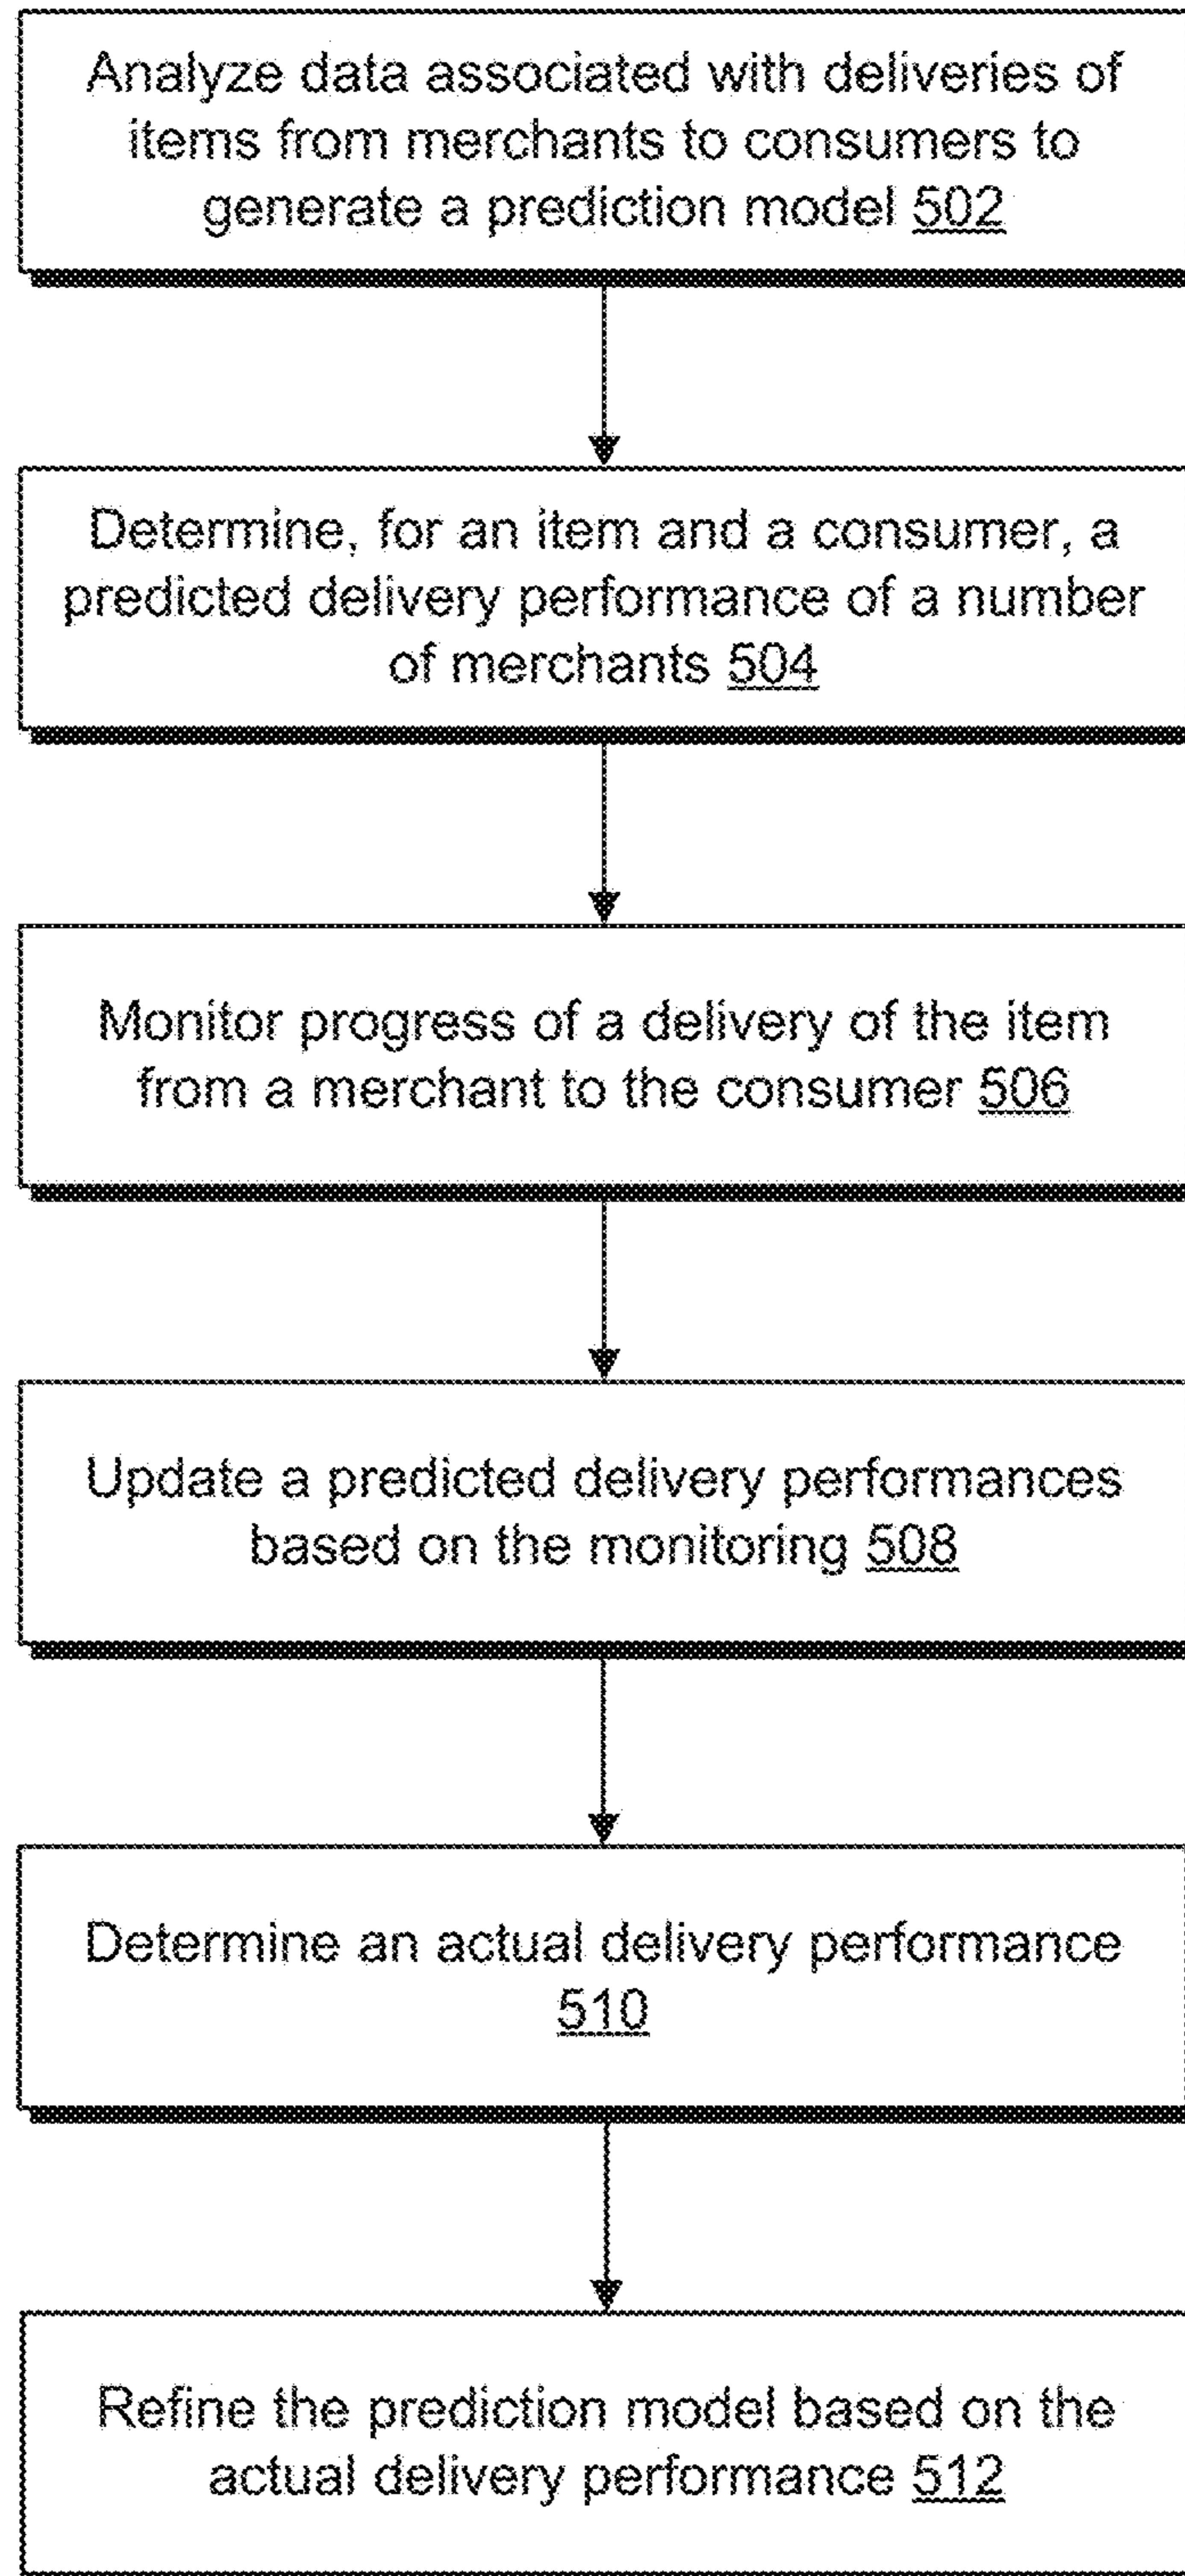 Analyze data associated with deliveries of
items from merchants to consumers to
generate a prediction model 502
Determine, for an item and a consumer, a
predicted delivery performance of a number
of merchants 504
Monitor progress of a delivery of the item
from a merchant to the consumer 506
Update a predicted delivery performances
based on the monitoring 508
Determine an actual delivery performance
510
Refine the prediction model based on the
actual delivery performance 512